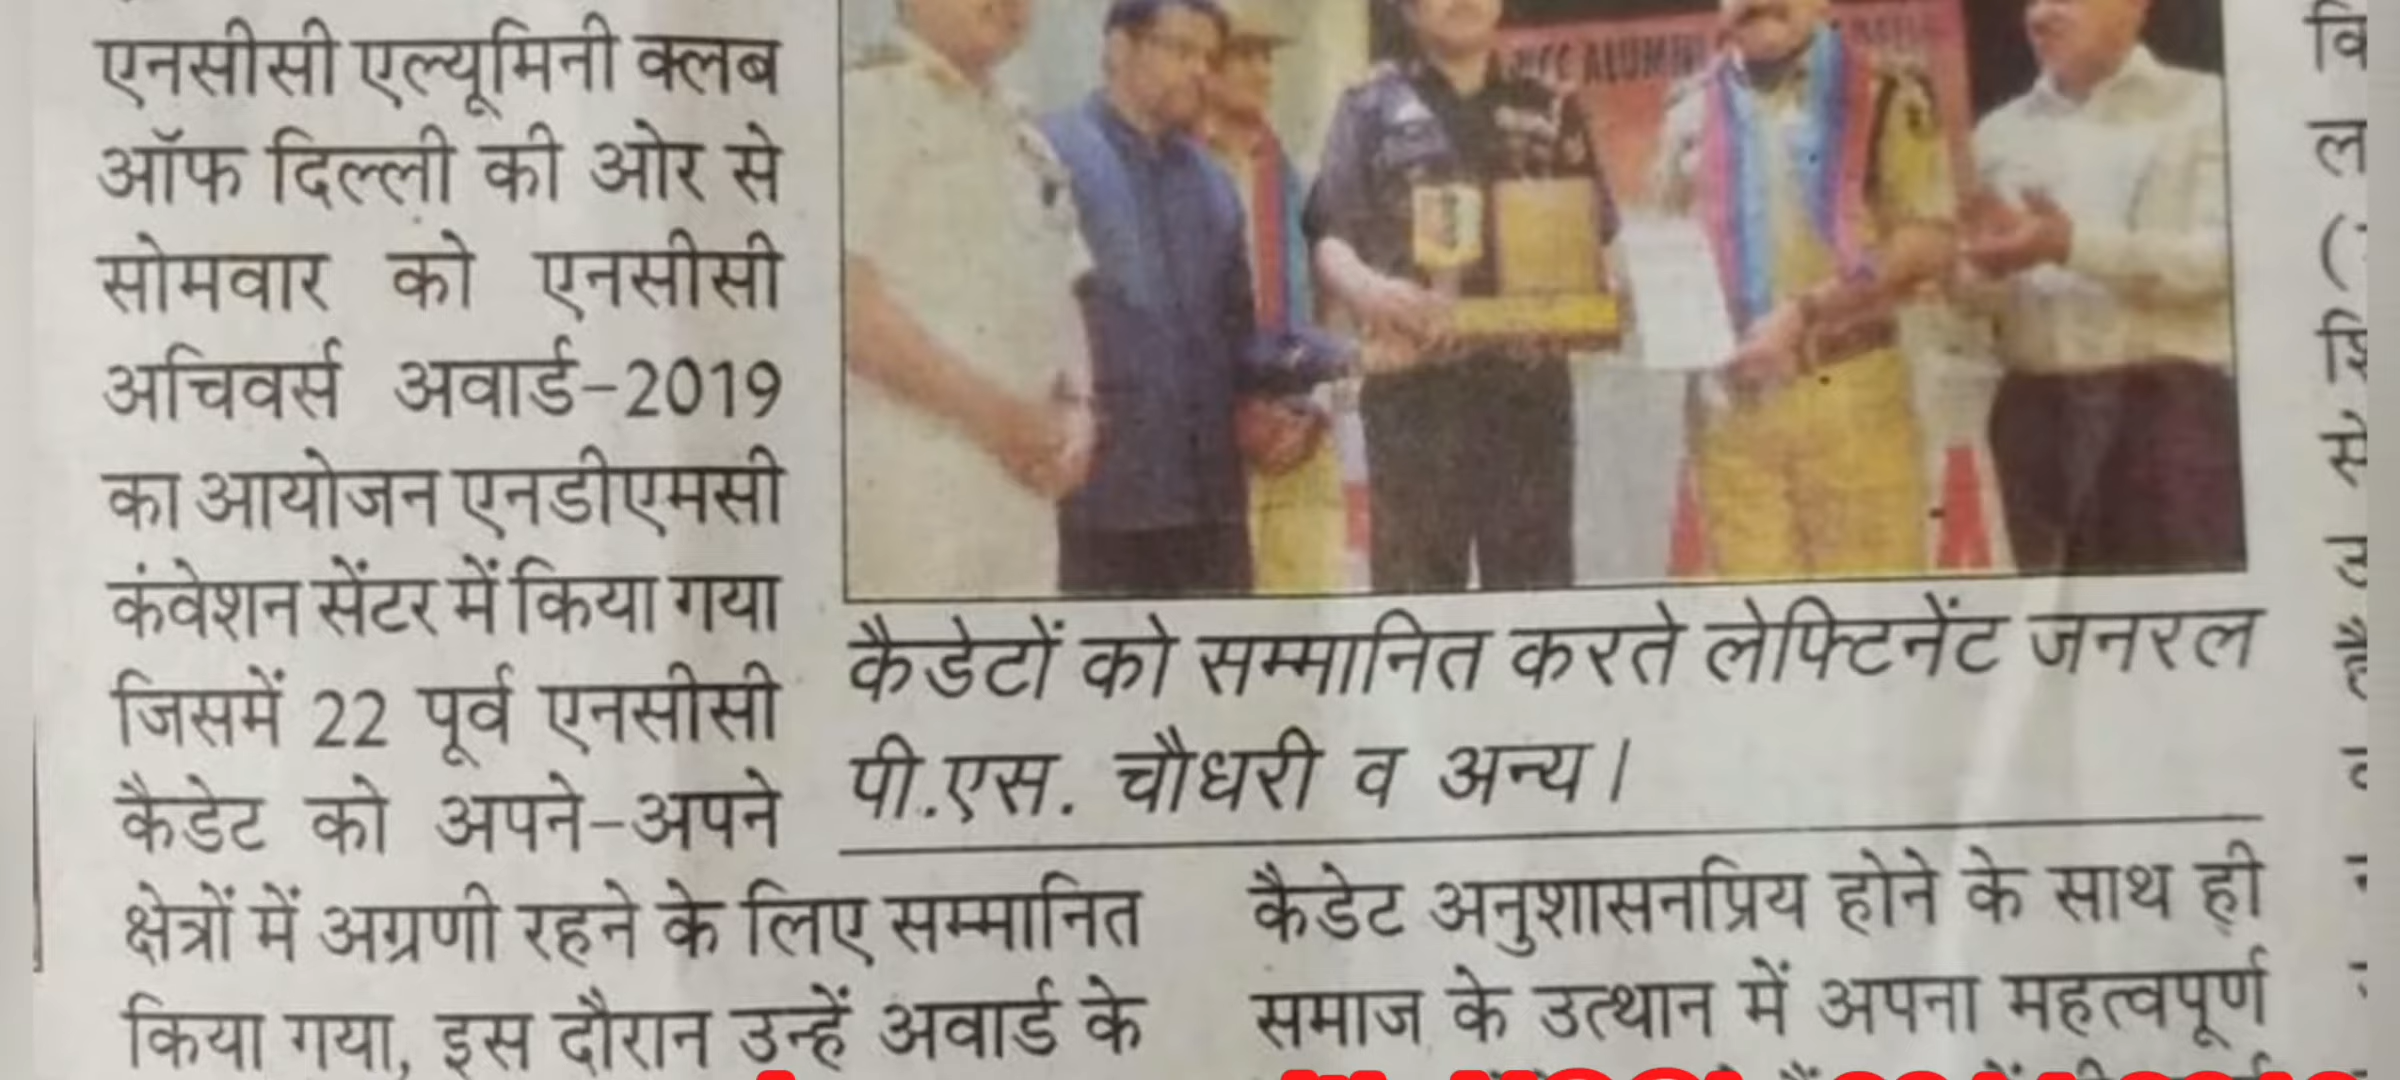 एनसीसी एल्यूमिनी क्लब
ऑफ दिल्ली की ओर से
सोमवार को एनसीसी
अचिवर्स अवार्ड-2019
का आयोजन एनडीएमसी
कंवेशन सेंटर में किया गया
जिसमें 22 पूर्व एनसीसी
कैडेट को अपने-अपने
क्षेत्रों में अग्रणी रहने के लिए सम्मानित
किया गया, इस दौरान उन्हें अवार्ड के
ALUMNI
कैडेटों को सम्मानित करते लेफ्टिनेंट जनरल
पी.एस. चौधरी व अन्य।
कैडेट अनुशासनप्रिय होने के साथ ही
समाज के उत्थान में अपना महत्वपूर्ण